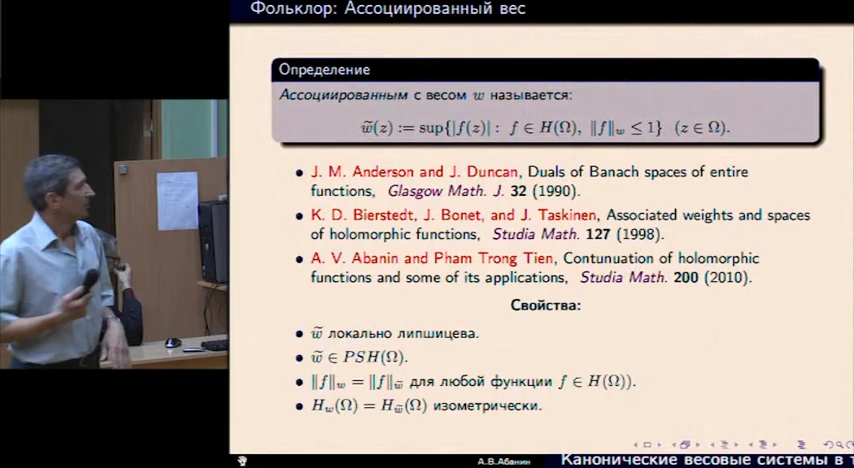 Фольклор: Ассоциированный вес
Определение
Ассоциированным с весом w называется:
w̃(z) := sup{|f(z)| : f ∈ H(Ω), ‖f‖_w ≤ 1} (z ∈ Ω).
• J. M. Anderson and J. Duncan, Duals of Banach spaces of entire
functions, Glasgow Math. J. 32 (1990).
• K. D. Bierstedt, J. Bonet, and J. Taskinen, Associated weights and spaces
of holomorphic functions, Studia Math. 127 (1998).
• A. V. Abanin and Pham Trong Tien, Contunuation of holomorphic
functions and some of its applications, Studia Math. 200 (2010).
Свойства:
• w̃ локально липшицева.
• w̃ ∈ PSH(Ω).
• ‖f‖_w = ‖f‖_w̃ для любой функции f ∈ H(Ω)).
• H_w(Ω) = H_w̃(Ω) изометрически.
А.В.Абанин
Канонические весовые системы в